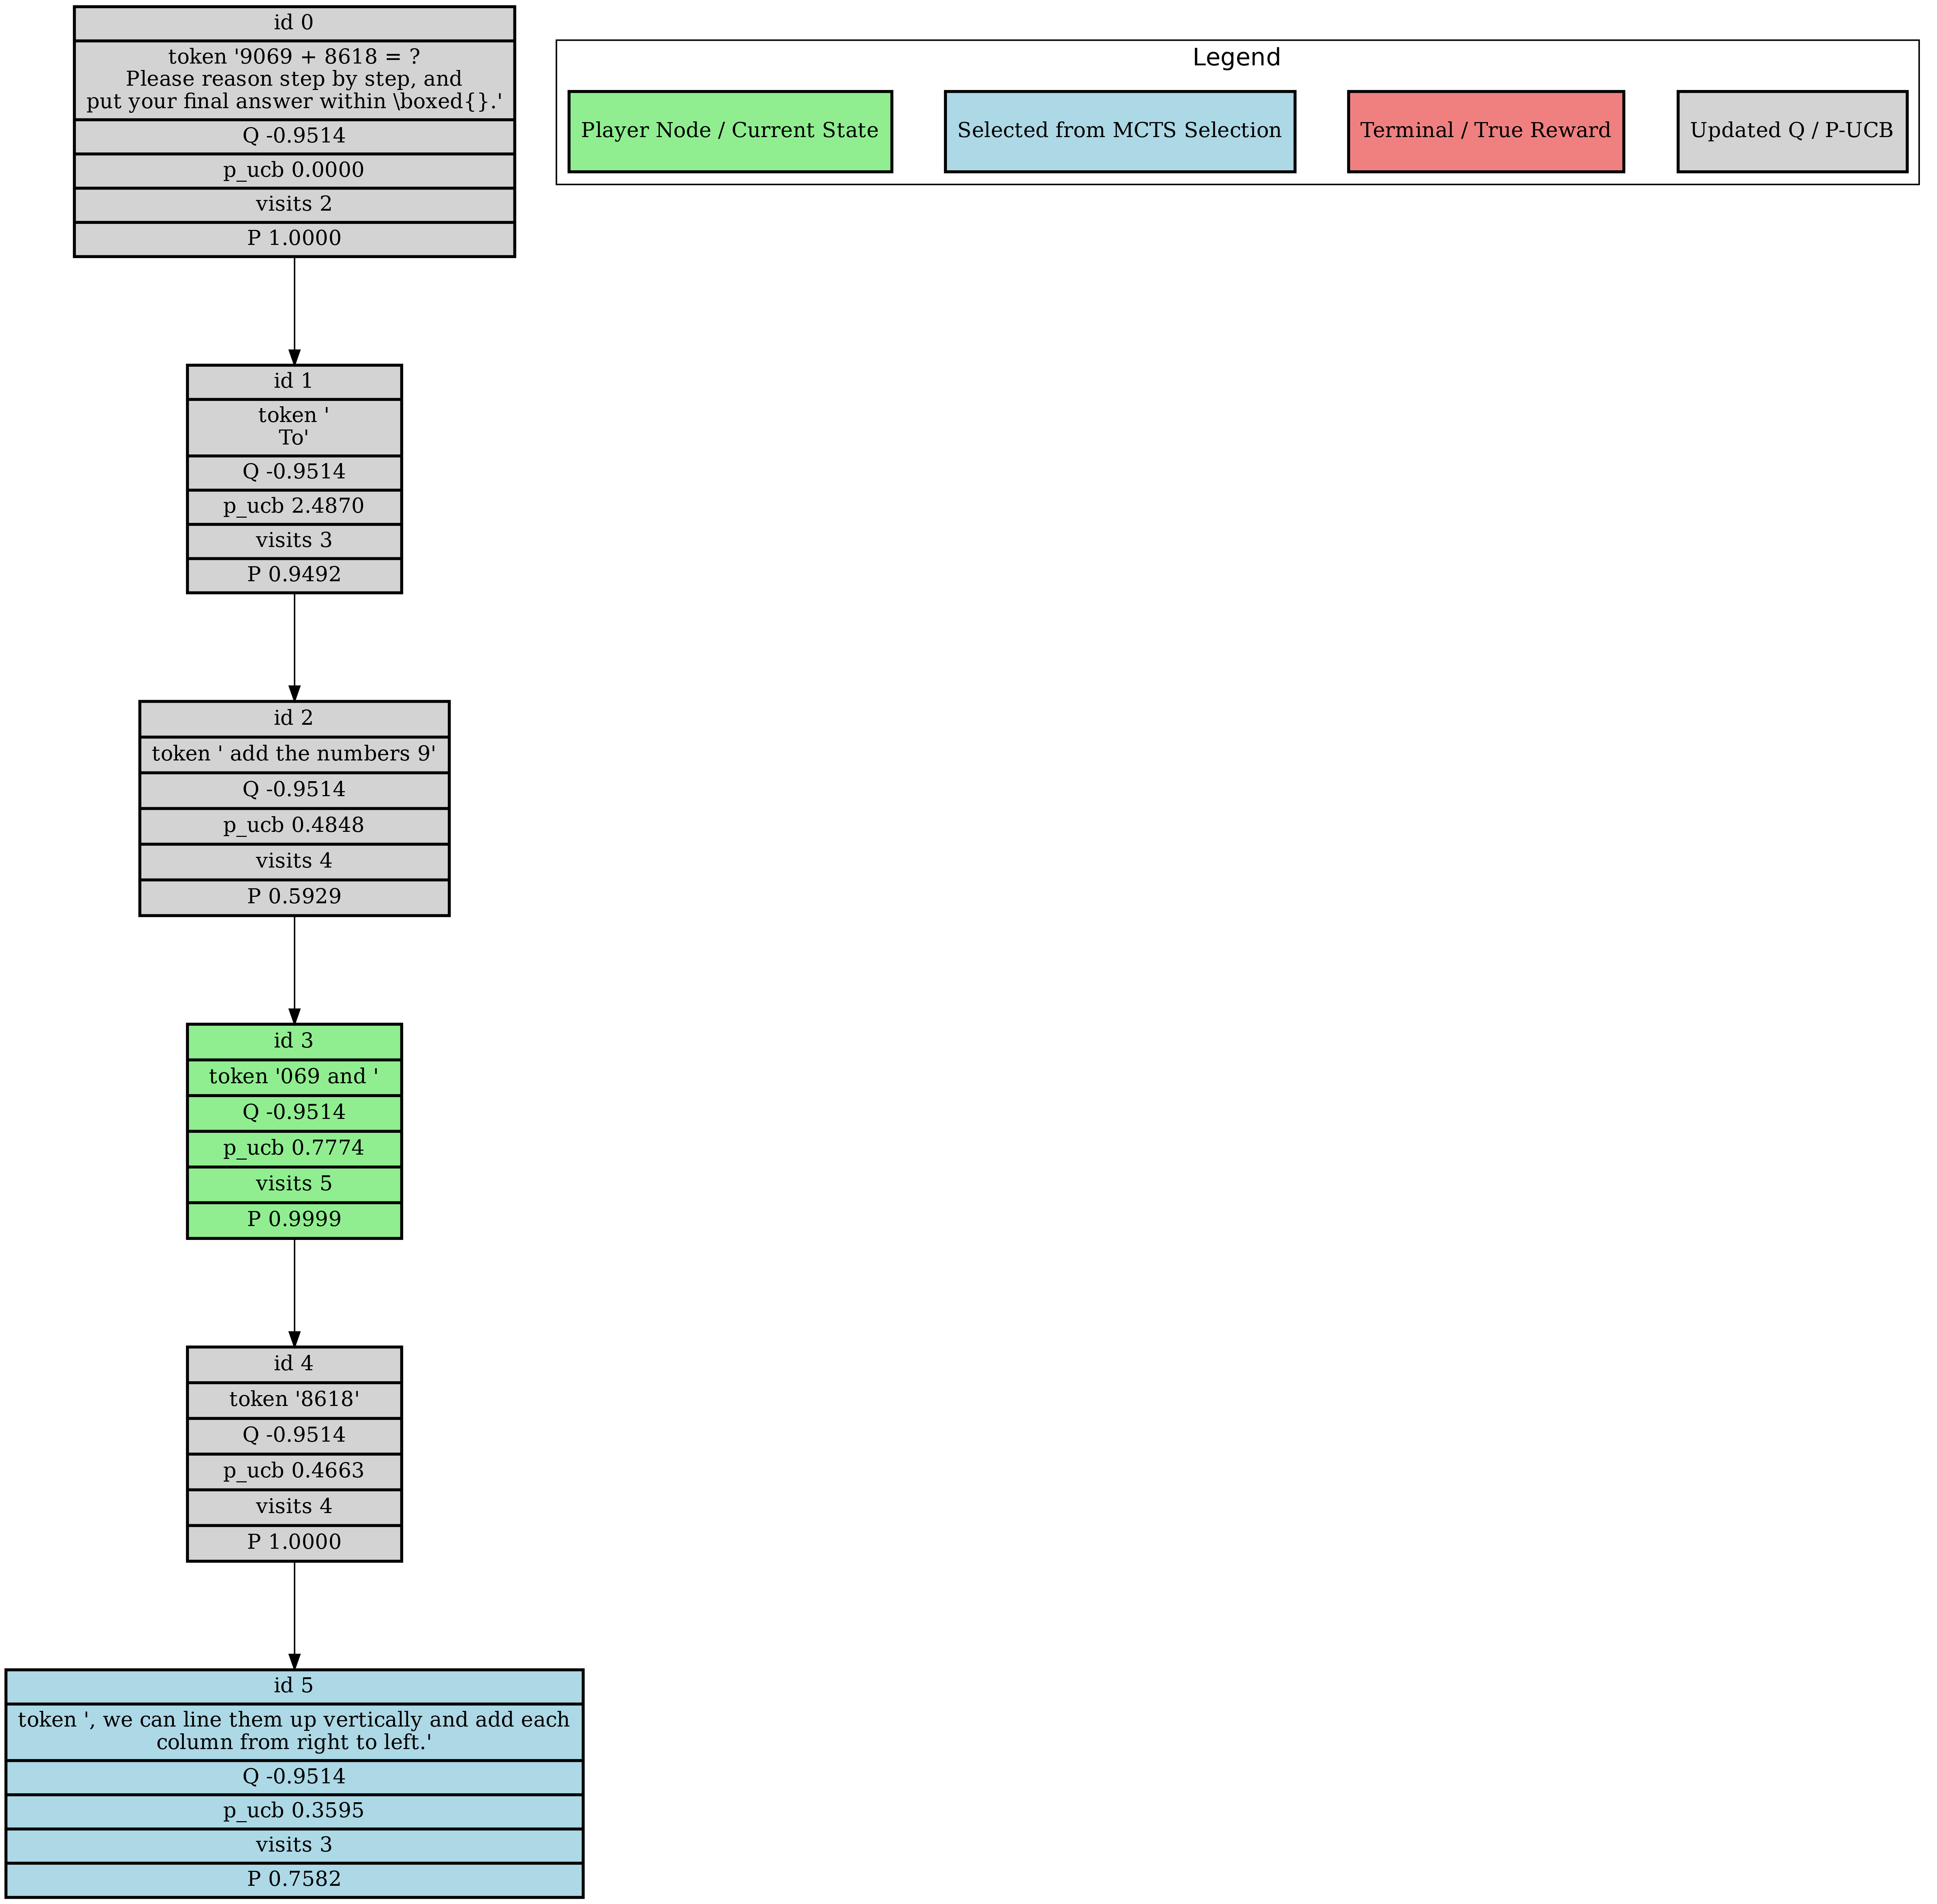 id 0
token '9069 + 8618 = ?
Please reason step by step, and
put your final answer within \boxed{}.'
Q -0.9514
p_ucb 0.0000
visits 2
P 1.0000
Legend
Player Node / Current State
Selected from MCTS Selection
Terminal / True Reward
Updated Q / P-UCB
id 1
token '
To'
Q -0.9514
p_ucb 2.4870
visits 3
P 0.9492
id 2
token ' add the numbers 9'
Q -0.9514
p_ucb 0.4848
visits 4
P 0.5929
id 3
token '069 and '
Q -0.9514
p_ucb 0.7774
visits 5
P 0.9999
id 4
token '8618'
Q -0.9514
p_ucb 0.4663
visits 4
P 1.0000
id 5
token ', we can line them up vertically and add each
column from right to left.'
Q -0.9514
p_ucb 0.3595
visits 3
P 0.7582